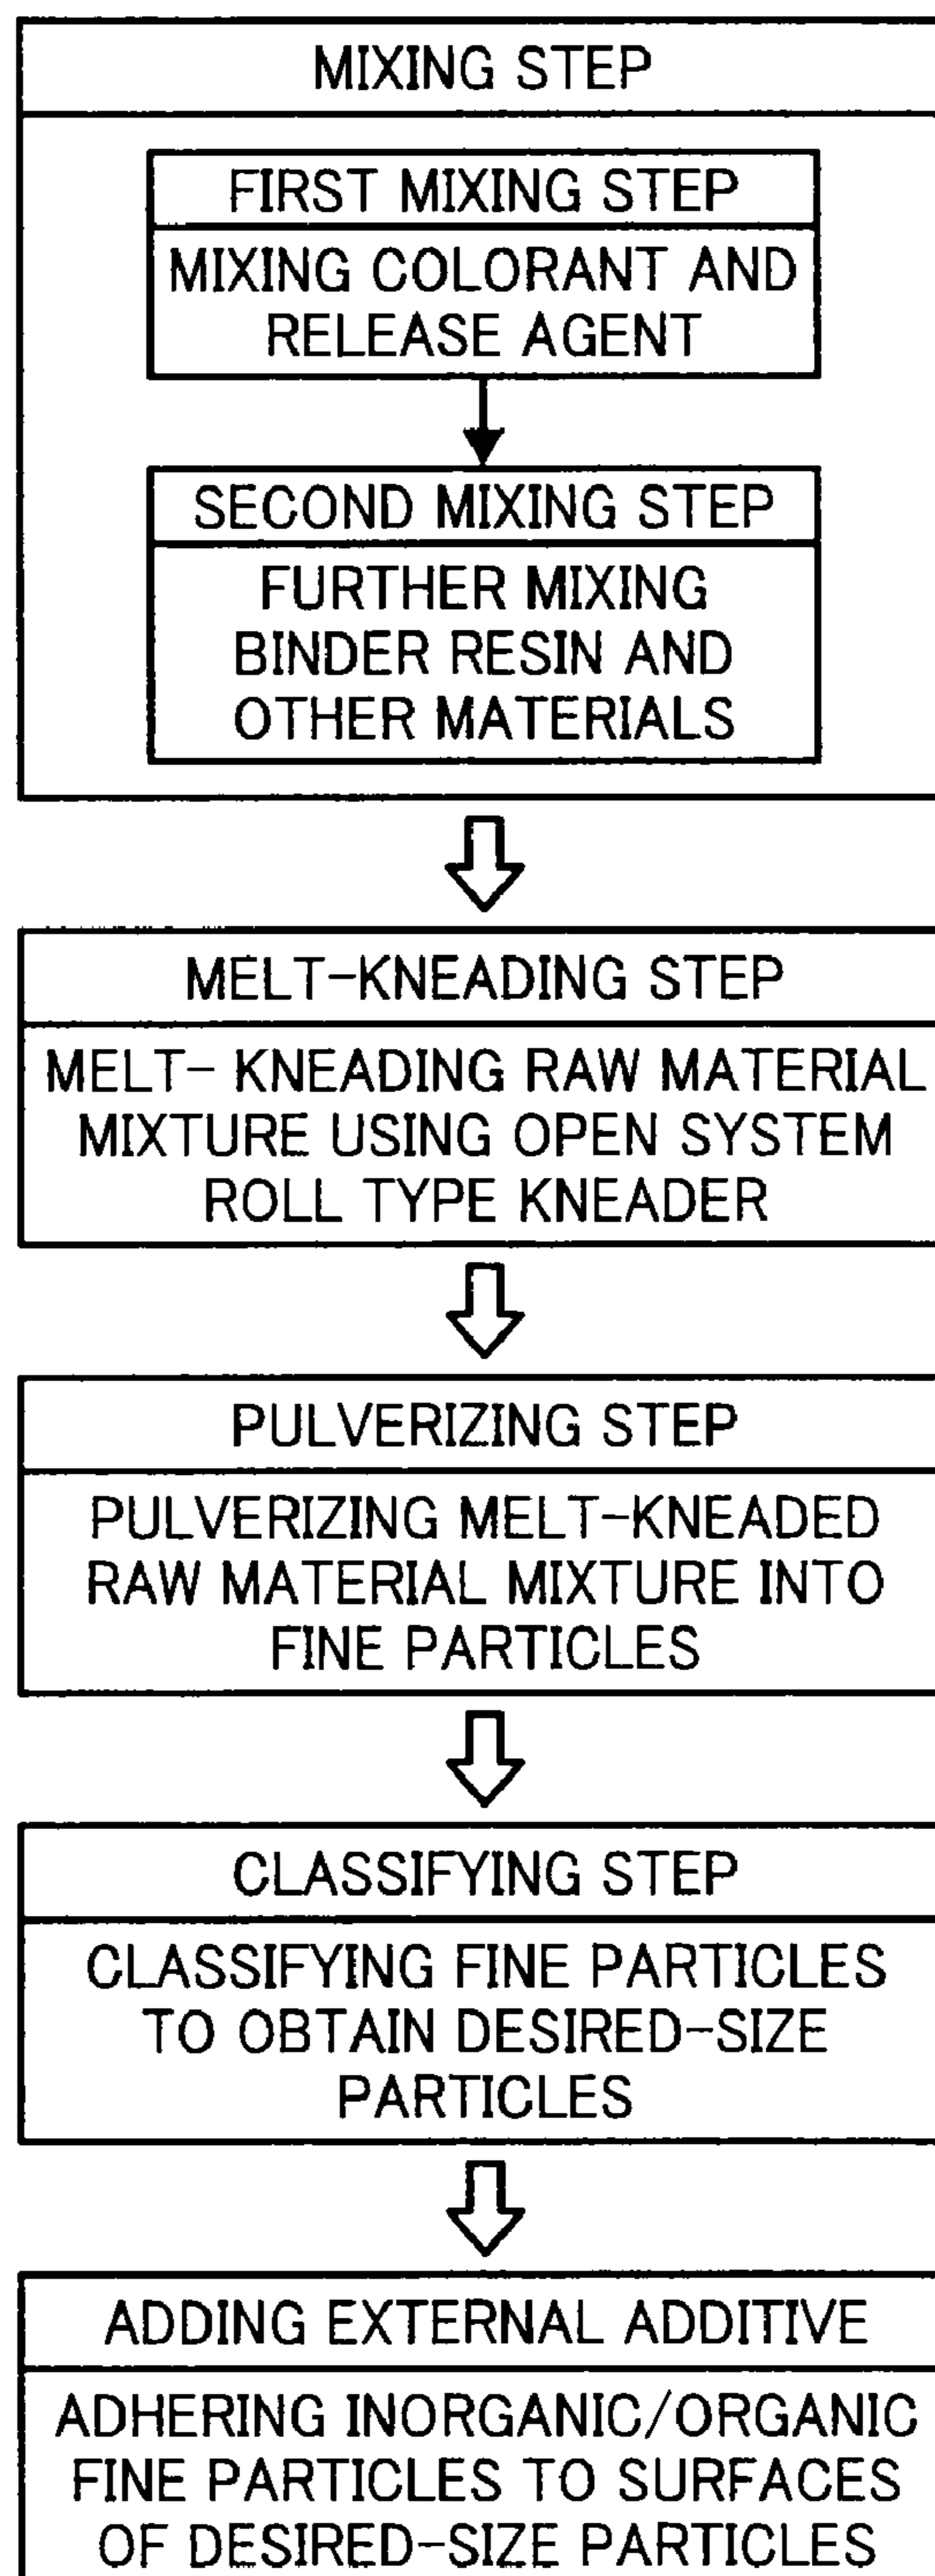 MIXING STEP
FIRST MIXING STEP
MIXING COLORANT AND
RELEASE AGENT
SECOND MIXING STEP
FURTHER MIXING
BINDER RESIN AND
OTHER MATERIALS
MELT-KNEADING STEP
MELT- KNEADING RAW MATERIAL
MIXTURE USING OPEN SYSTEM
ROLL TYPE KNEADER
PULVERIZING STEP
PULVERIZING MELT-KNEADED
RAW MATERIAL MIXTURE INTO
FINE PARTICLES
CLASSIFYING STEP
CLASSIFYING FINE PARTICLES
TO OBTAIN DESIRED-SIZE
PARTICLES
ADDING EXTERNAL ADDITIVE
ADHERING INORGANIC/ORGANIC
FINE PARTICLES TO SURFACES
OF DESIRED-SIZE PARTICLES